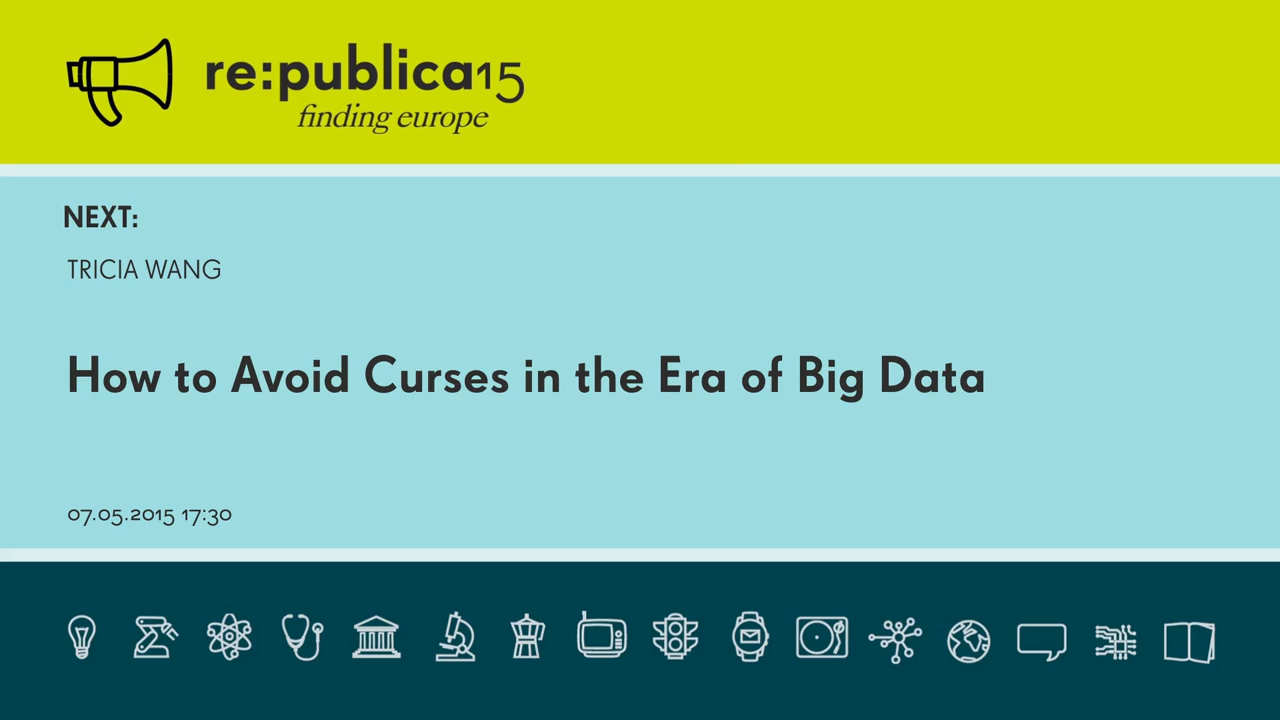 re:publica15
finding europe
NEXT:
TRICIA WANG
How to Avoid Curses in the Era of Big Data
07.05.2015 17:30